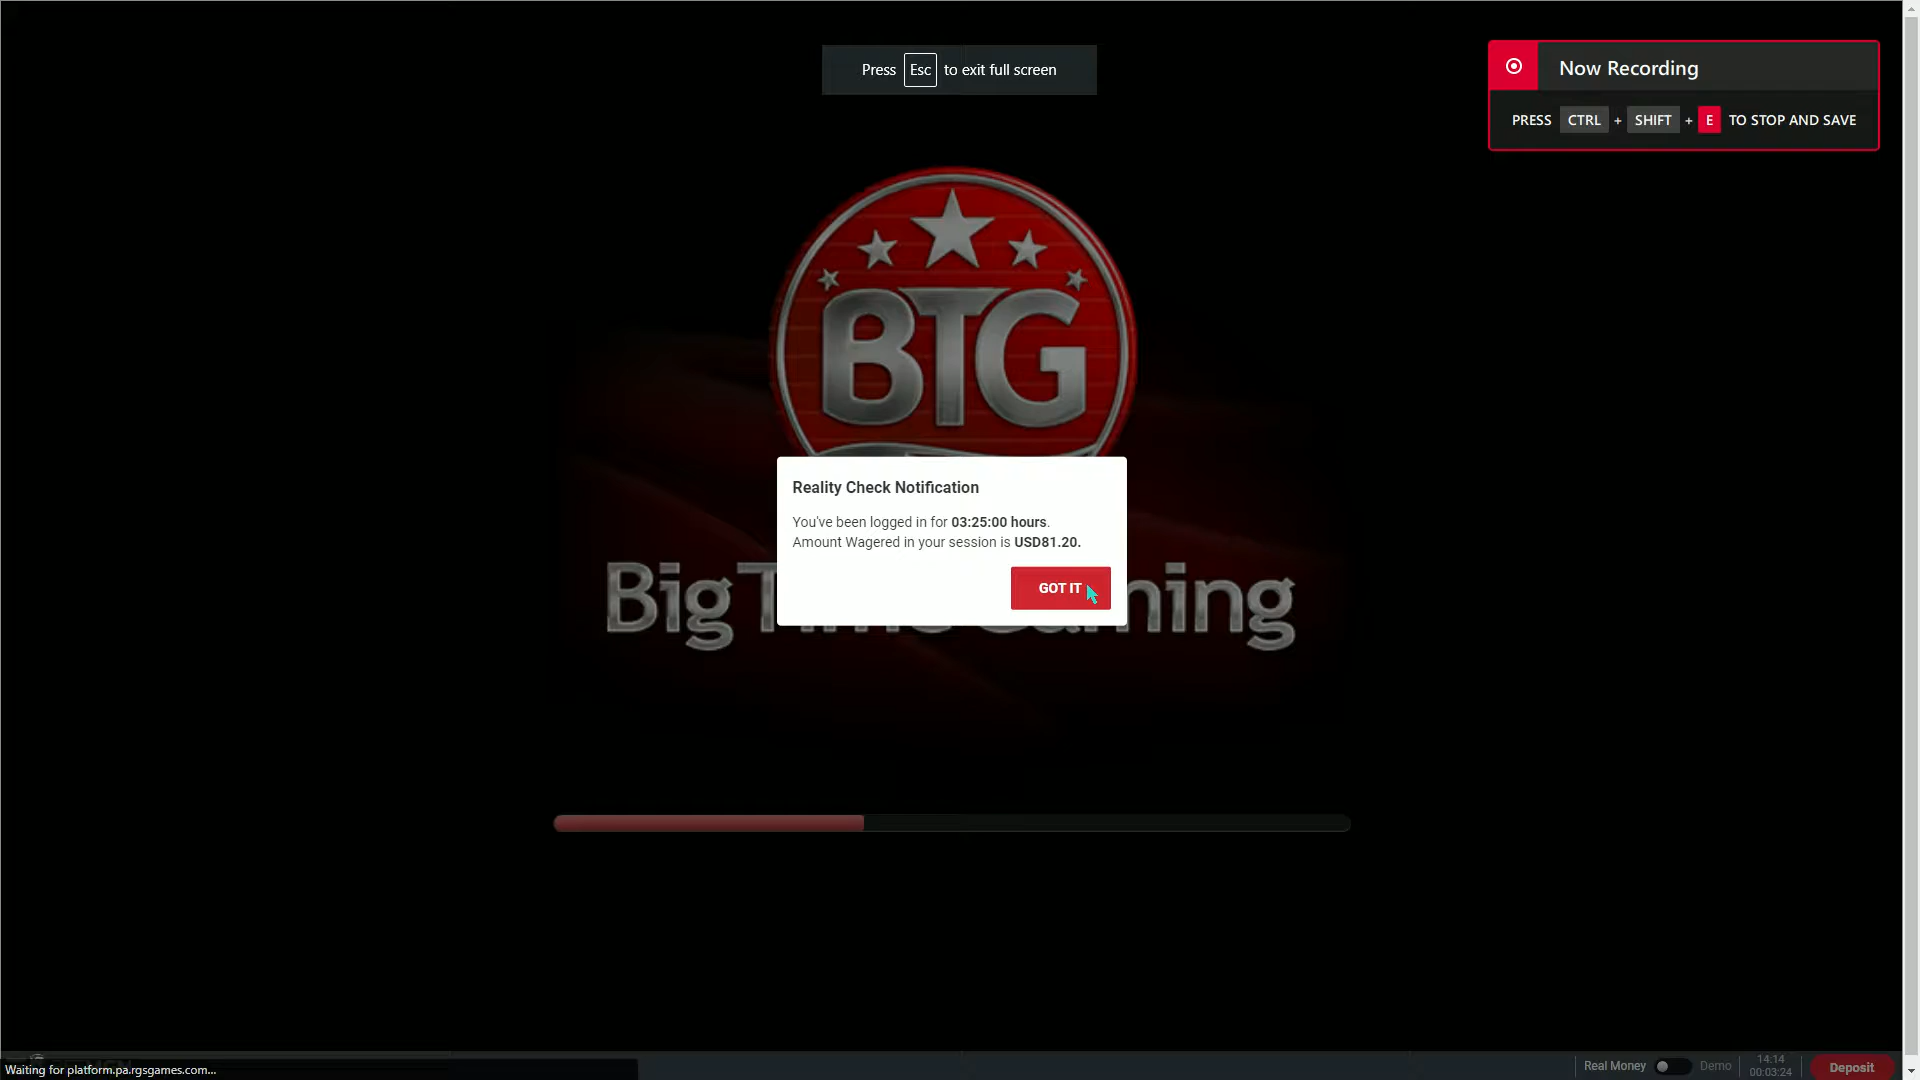 Press Esc to exit full screen
Now Recording
PRESS CTRL + SHIFT + E TO STOP AND SAVE
BTG
Reality Check Notification
You've been logged in for 03:25:00 hours.
Amount Wagered in your session is USD81.20.
GOT IT
Big Time Gaming
Waiting for platform.pa.rgsgames.com...
Real Money Demo
14:14
00:03:24
Deposit